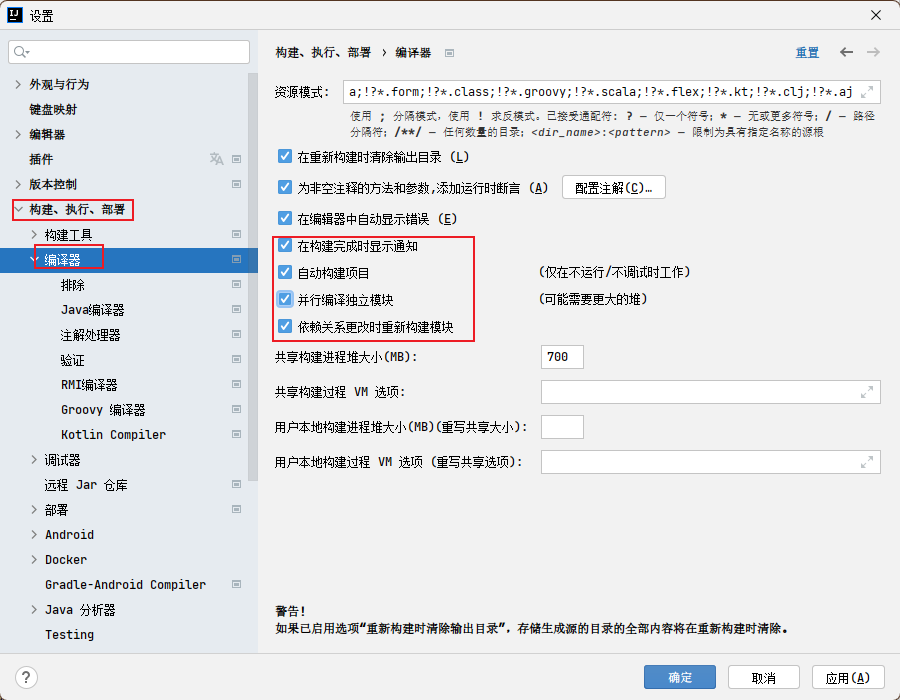 设置
外观与行为
键盘映射
编辑器
插件
版本控制
构建、执行、部署
构建工具
编译器
排除
Java编译器
注解处理器
验证
RMI编译器
Groovy 编译器
Kotlin Compiler
调试器
远程 Jar 仓库
部署
Android
Docker
Gradle-Android Compiler
Java 分析器
Testing
构建、执行、部署 › 编译器
重置
资源模式: a;!?*.form;!?*.class;!?*.groovy;!?*.scala;!?*.flex;!?*.kt;!?*.clj;!?*.aj
使用 ; 分隔模式，使用 ! 求反模式。已接受通配符: ? — 仅一个符号; * — 无或更多符号; / — 路径
分隔符; /**/ — 任何数量的目录; <dir_name>:<pattern> — 限制为具有指定名称的源根
在重新构建时清除输出目录 (L)
为非空注释的方法和参数,添加运行时断言 (A) 配置注解(C)…
在编辑器中自动显示错误 (E)
在构建完成时显示通知
自动构建项目 (仅在不运行/不调试时工作)
并行编译独立模块 (可能需要更大的堆)
依赖关系更改时重新构建模块
共享构建进程堆大小(MB): 700
共享构建过程 VM 选项:
用户本地构建进程堆大小(MB)(重写共享大小):
用户本地构建过程 VM 选项 (重写共享选项):
警告!
如果已启用选项“重新构建时清除输出目录”，存储生成源的目录的全部内容将在重新构建时清除。
?
确定
取消
应用(A)